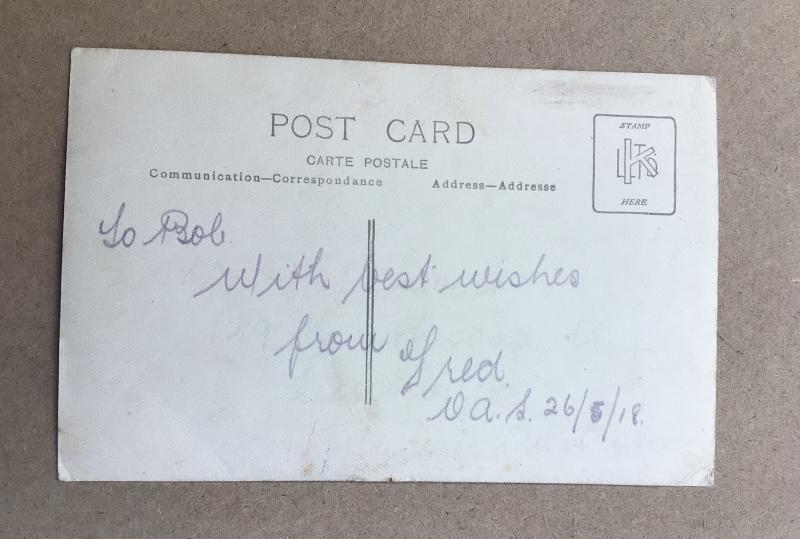 POST CARD
CARTE POSTALE
Communication—Correspondance Address—Addresse
STAMP
HERE
To Bob
With best wishes
from Fred.
26/5/18.